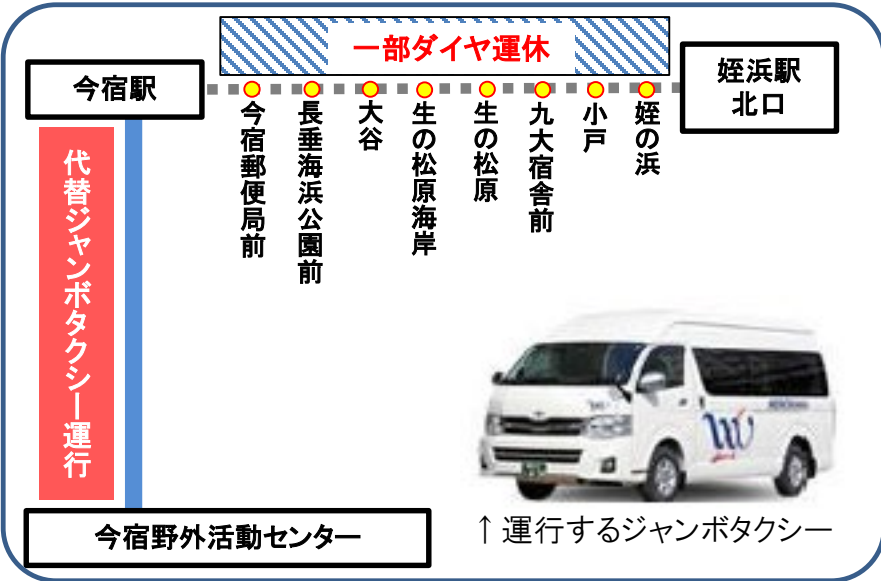 一部ダイヤ運休
今宿駅
姪浜駅
北口
今宿郵便局前
長垂海浜公園前
大谷
生の松原海岸
生の松原
九大宿舎前
小戸
姪の浜
代替ジャンボタクシー運行
今宿野外活動センター
↑運行するジャンボタクシー